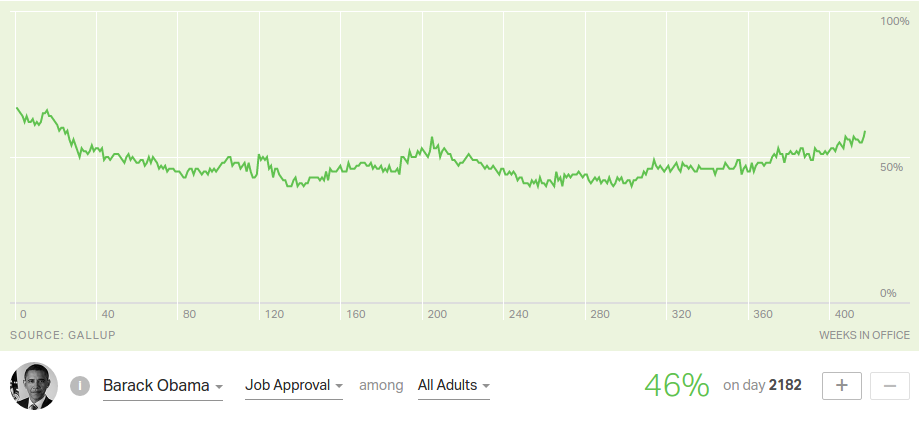 100%
50%
0%
0 40 80 120 160 200 240 280 320 360 400
SOURCE: GALLUP WEEKS IN OFFICE
I Barack Obama Job Approval among All Adults 46% on day 2182 + −